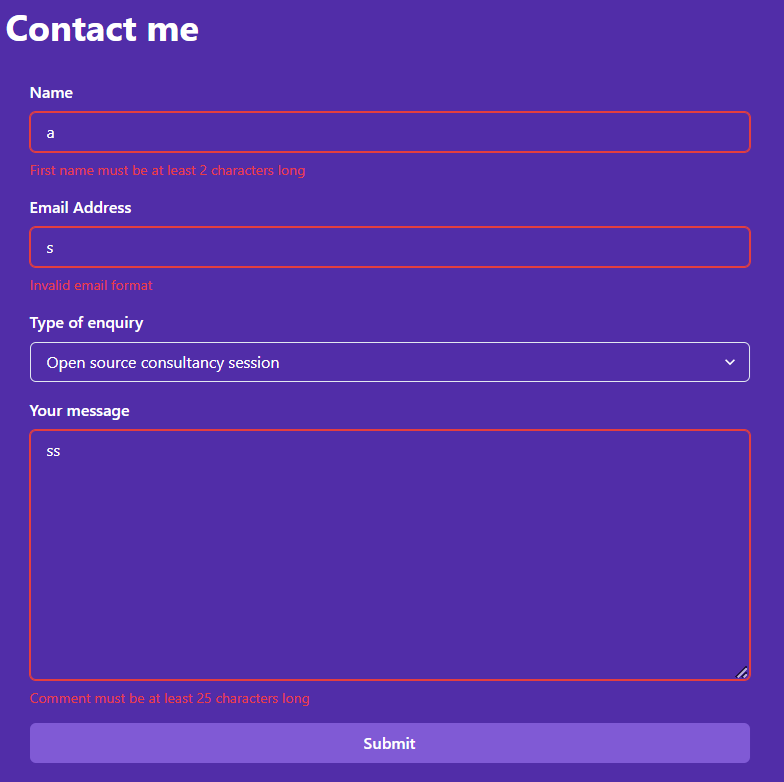 Contact me
Name
a
First name must be at least 2 characters long
Email Address
s
Invalid email format
Type of enquiry
Open source consultancy session
Your message
ss
Comment must be at least 25 characters long
Submit